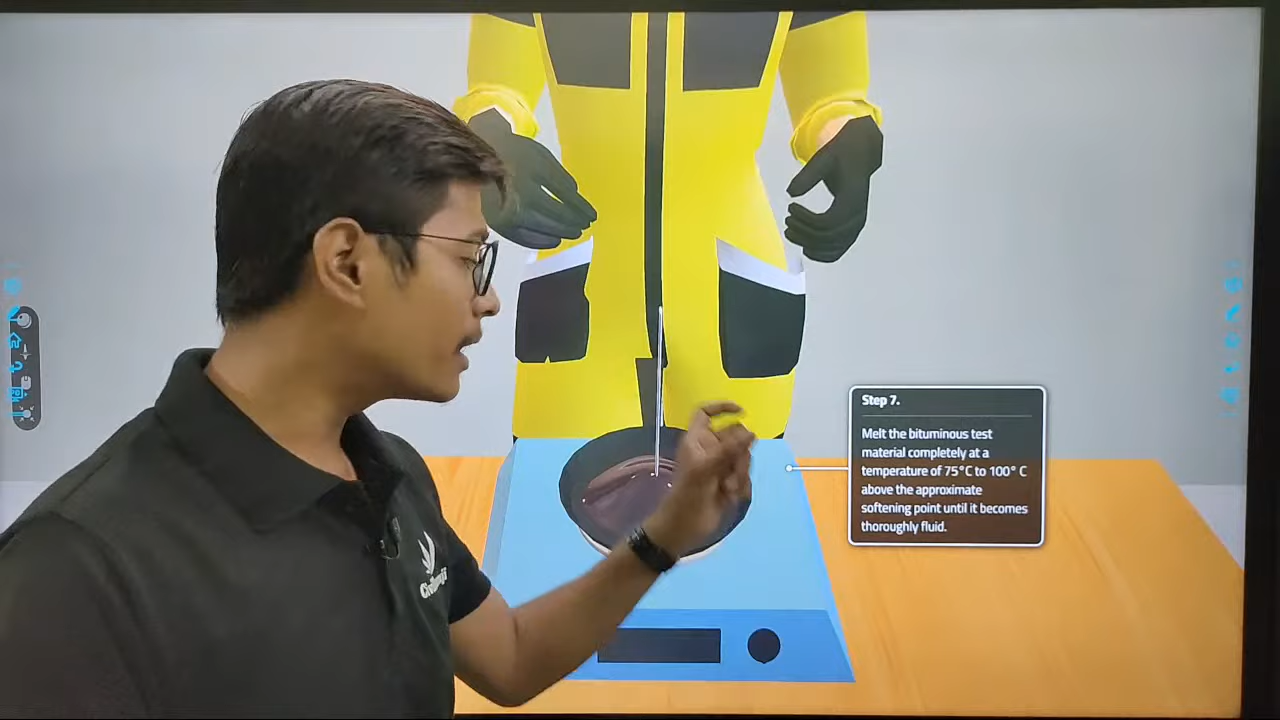 Step 7.
Melt the bituminous test
material completely at a
temperature of 75°C to 100° C
above the approximate
softening point until it becomes
thoroughly fluid.